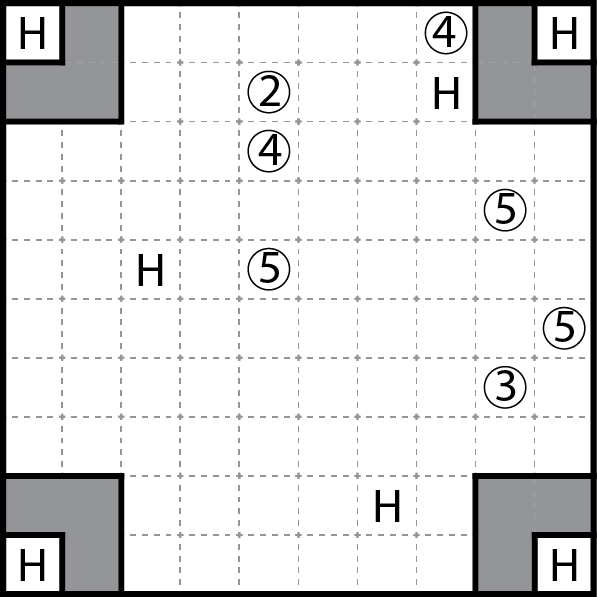 H ④ H
② H
④
⑤
H ⑤
⑤
③
H
H H